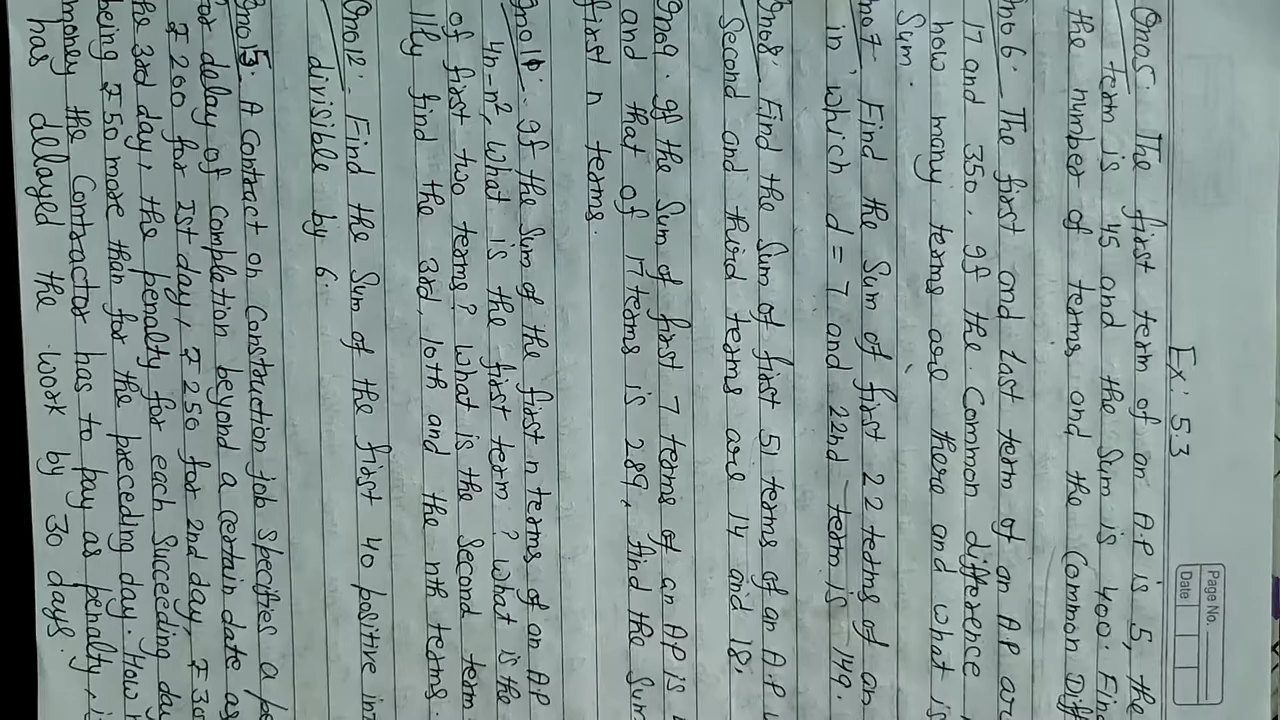 Page No.
Date
Ex: 5.3
Qno5. The first term of an A.P is 5, the
term is 45 and the Sum is 400. Fin
the number of terms and the Common Diff
no6. The first and last term of an AP ar
17 and 350. If the Common difference
how many terms are there and what is
Sum.
no7. Find the Sum of first 22 terms of an
in which d = 7 and 22nd term is 149.
Qno8. Find the Sum of first 51 terms of an A.P
Second and third terms are 14 and 18.
Qno9. If the Sum of first 7 terms of an AP is
and that of 17 terms is 289, find the Sum
first n terms.
Qno11. If the Sum of the first n terms of an AP
4n-n², what is the first term? What is the
of first two terms? What is the Second term
illy find the 3rd, 10th and the nth terms.
Qno12. Find the Sum of the first 40 positive int
divisible by 6.
Qno15. A Contract on Construction job Specifies a pe
for delay of Completion beyond a certain date as
₹ 200 for 1st day, ₹ 250 for 2nd day, ₹ 30
the 3rd day, the penalty for each Succeeding da
being ₹ 50 more than for the preceding day. How
money the Contractor has to pay as penalty, i
has delayed the work by 30 days.